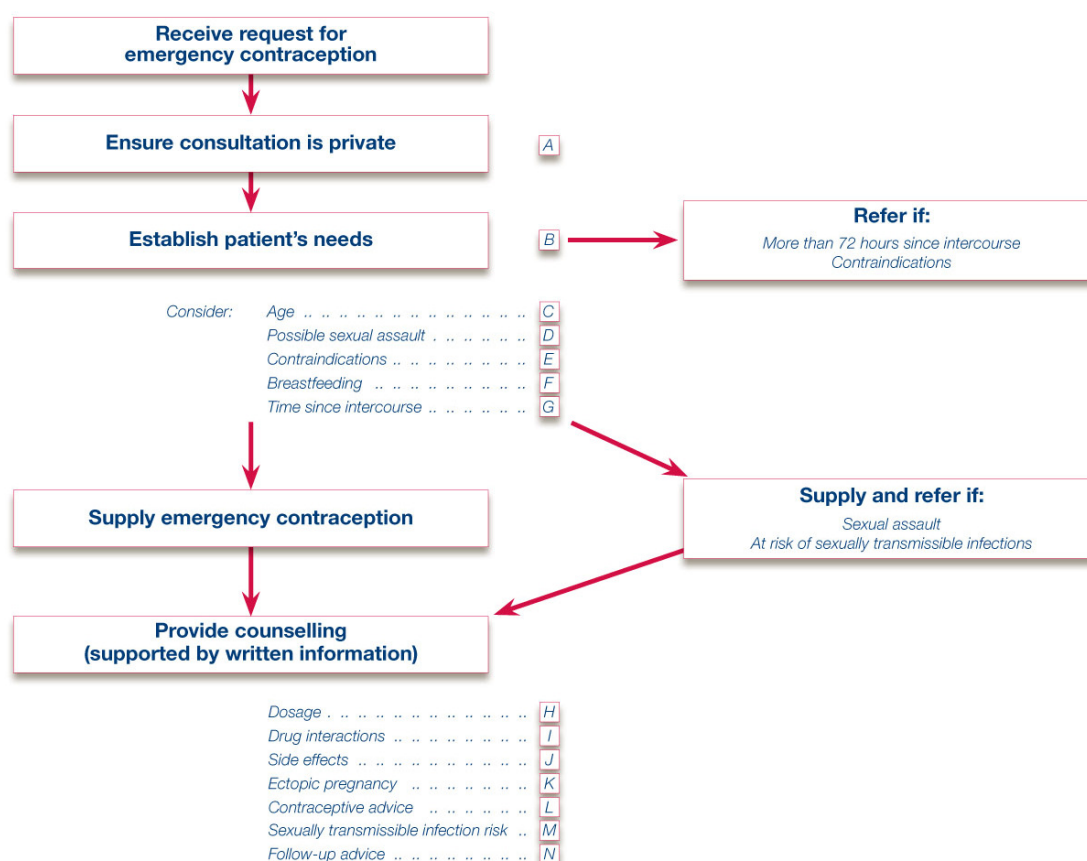 Receive request for
emergency contraception
Ensure consultation is private
A
Establish patient's needs
B
Refer if:
More than 72 hours since intercourse
Contraindications
Consider: Age .. .. .. .. .. .. .. .. .. .. .. .. .. C
Possible sexual assault . .. .. .. .. .. D
Contraindications .. .. .. .. .. .. .. .. E
Breastfeeding .. .. .. .. .. .. .. .. .. F
Time since intercourse .. .. .. .. .. .. G
Supply emergency contraception
Supply and refer if:
Sexual assault
At risk of sexually transmissible infections
Provide counselling
(supported by written information)
Dosage . .. .. .. .. .. .. .. .. .. .. .. H
Drug interactions .. .. .. .. .. .. .. .. I
Side effects .. .. .. .. .. .. .. .. .. .. J
Ectopic pregnancy .. .. .. .. .. .. .. K
Contraceptive advice .. .. .. .. .. .. L
Sexually transmissible infection risk .. M
Follow-up advice .. .. .. .. .. .. .. .. N